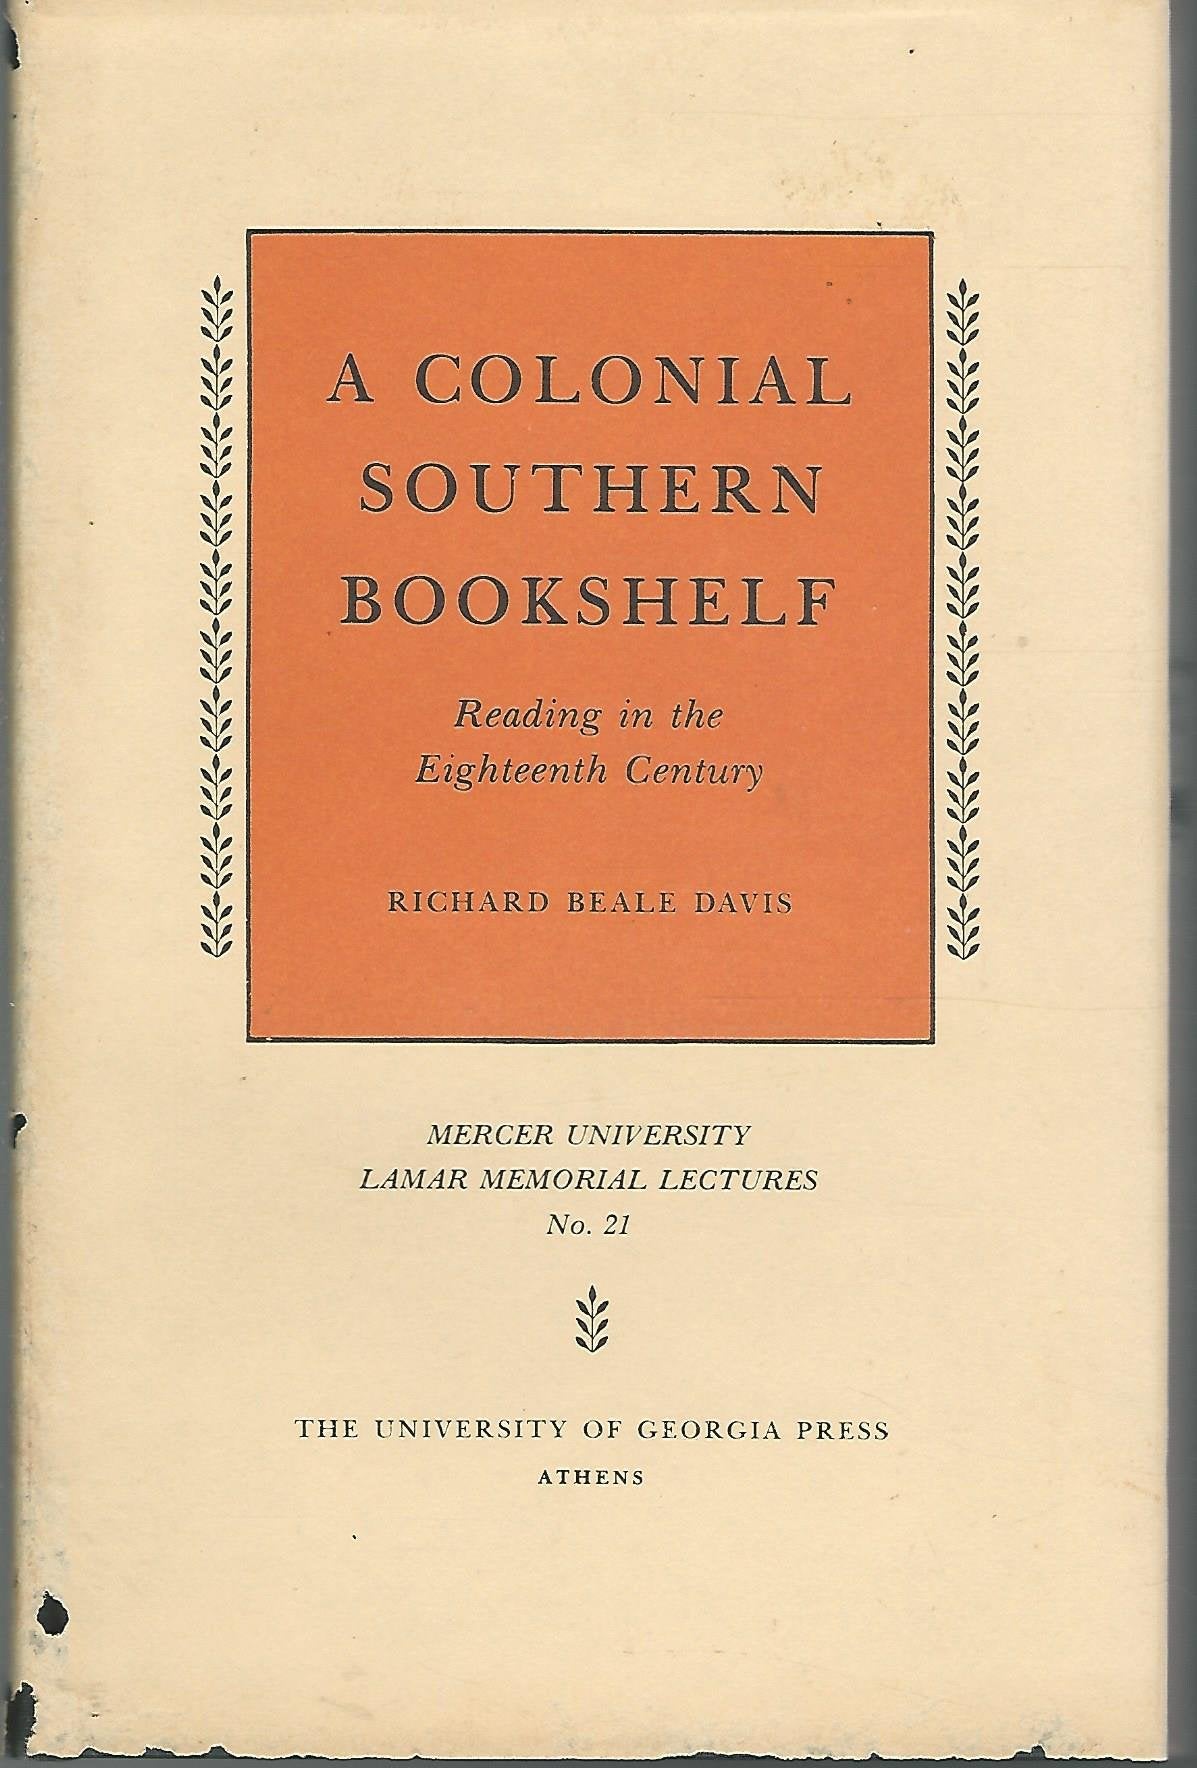 A COLONIAL
SOUTHERN
BOOKSHELF
Reading in the
Eighteenth Century
RICHARD BEALE DAVIS
MERCER UNIVERSITY
LAMAR MEMORIAL LECTURES
No. 21
THE UNIVERSITY OF GEORGIA PRESS
ATHENS